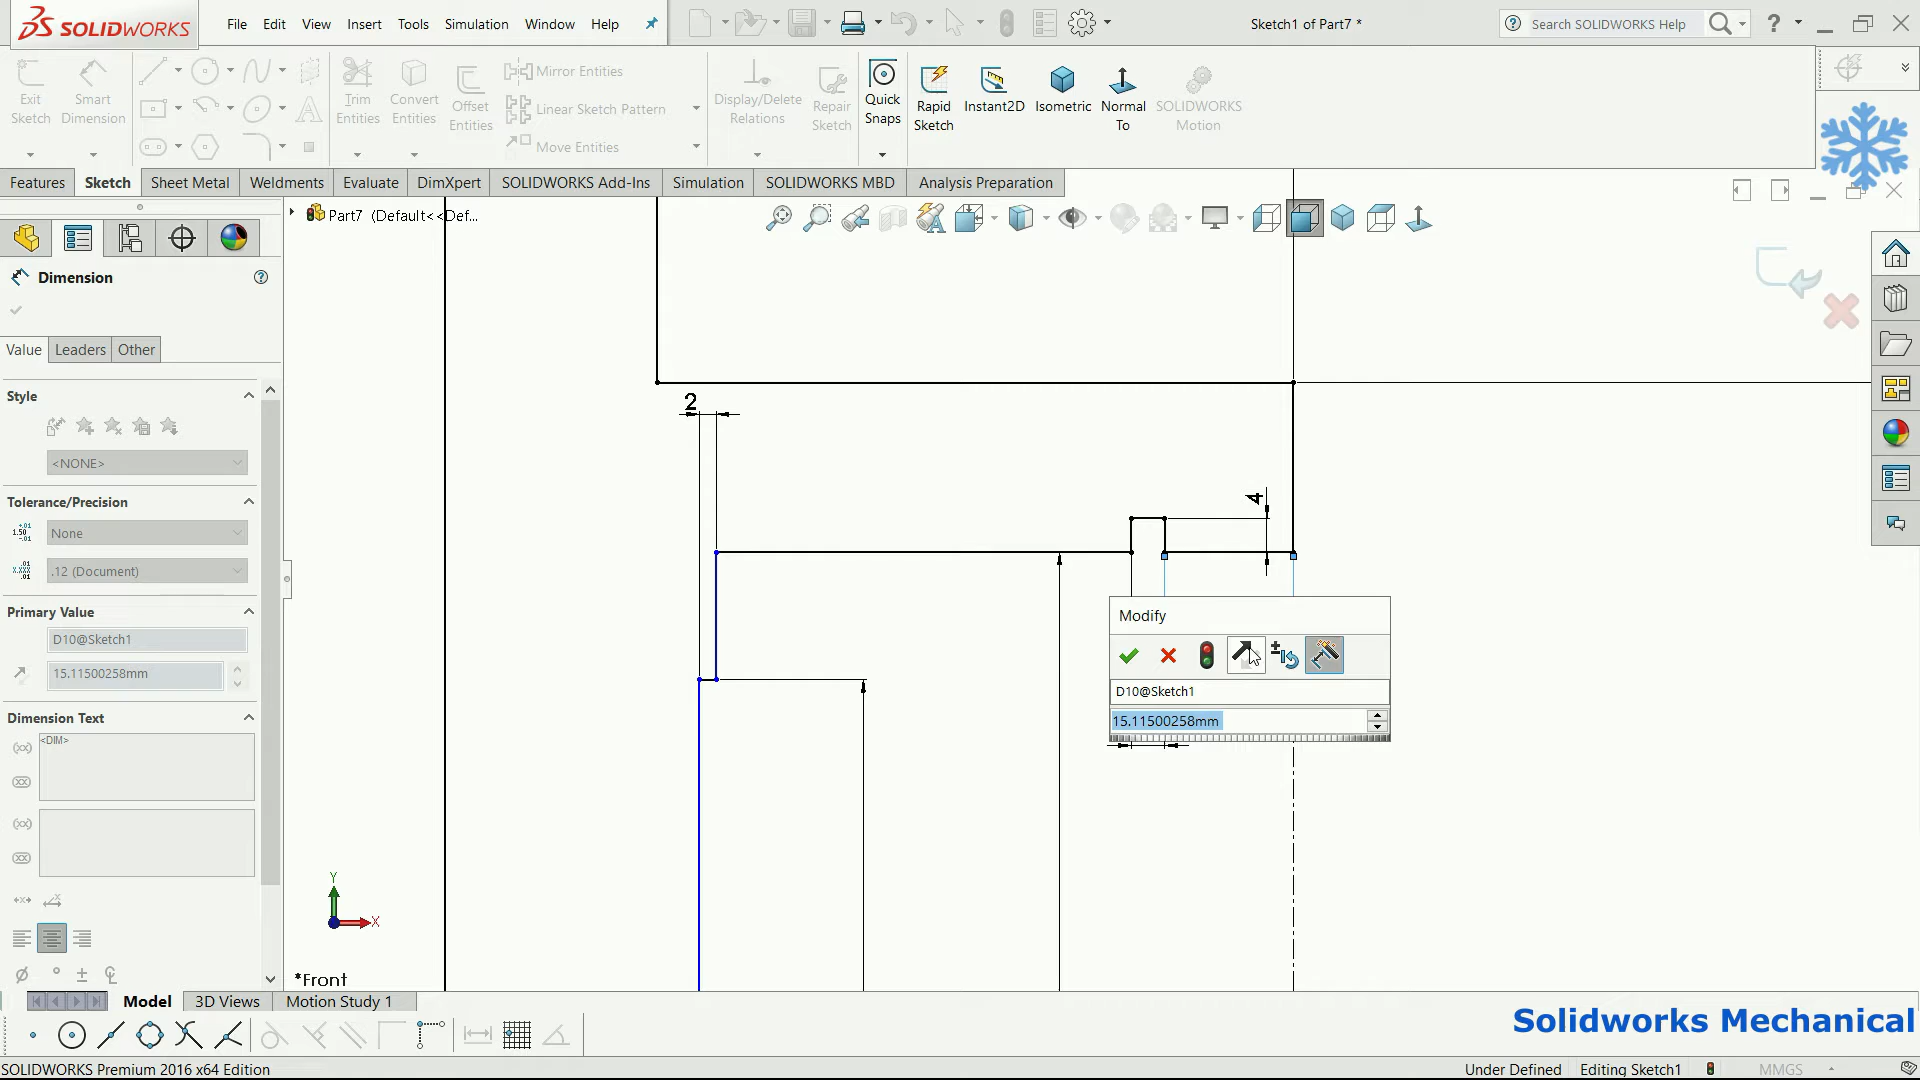 SOLIDWORKS
File Edit View Insert Tools Simulation Window Help
Sketch1 of Part7 *
Search SOLIDWORKS Help
Exit Sketch
Smart Dimension
Trim Entities
Convert Entities
Offset Entities
Mirror Entities
Linear Sketch Pattern
Move Entities
Display/Delete Relations
Repair Sketch
Quick Snaps
Rapid Sketch
Instant2D
Isometric
Normal To
SOLIDWORKS Motion
Features Sketch Sheet Metal Weldments Evaluate DimXpert SOLIDWORKS Add-Ins Simulation SOLIDWORKS MBD Analysis Preparation
Part7 (Default<<Def...
Dimension
Value Leaders Other
Style
<NONE>
Tolerance/Precision
None
.12 (Document)
Primary Value
D10@Sketch1
15.11500258mm
Dimension Text
<DIM>
2
4
Modify
D10@Sketch1
15.11500258mm
Y
X
*Front
Model 3D Views Motion Study 1
Solidworks Mechanical
SOLIDWORKS Premium 2016 x64 Edition
Under Defined Editing Sketch1 MMGS